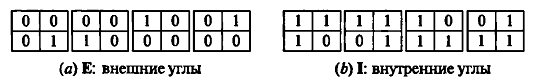 0 0 0 0 1 0 0 1
0 1 1 0 0 0 0 0
1 1 1 1 1 0 0 1
1 0 0 1 1 1 1 1
(a) E: внешние углы
(b) I: внутренние углы